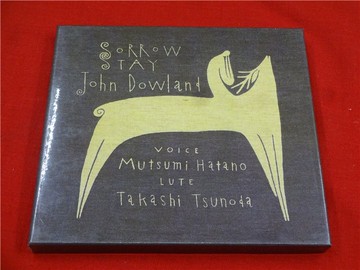 SORROW
STAY
John Dowland
VOICE
Mutsumi Hatano
LUTE
Takashi Tsunoda